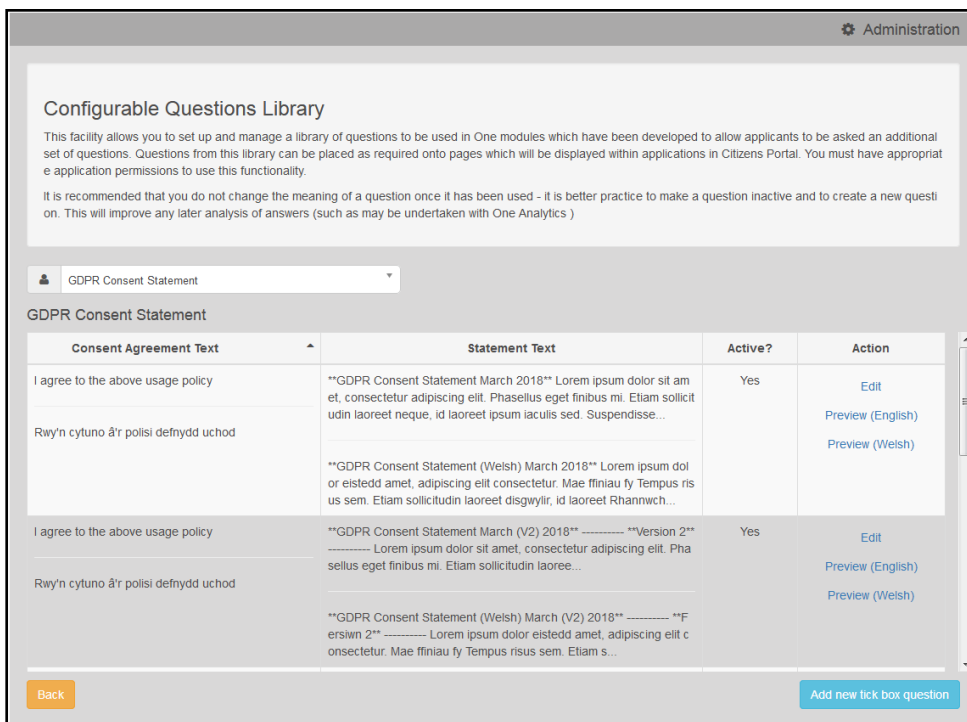 Administration
Configurable Questions Library
This facility allows you to set up and manage a library of questions to be used in One modules which have been developed to allow applicants to be asked an additional
set of questions. Questions from this library can be placed as required onto pages which will be displayed within applications in Citizens Portal. You must have appropriat
e application permissions to use this functionality.
It is recommended that you do not change the meaning of a question once it has been used - it is better practice to make a question inactive and to create a new questi
on. This will improve any later analysis of answers (such as may be undertaken with One Analytics )
GDPR Consent Statement
GDPR Consent Statement
Consent Agreement Text
Statement Text
Active?
Action
I agree to the above usage policy
Rwy'n cytuno â'r polisi defnydd uchod
**GDPR Consent Statement March 2018** Lorem ipsum dolor sit am
et, consectetur adipiscing elit. Phasellus eget finibus mi. Etiam sollicit
udin laoreet neque, id laoreet ipsum iaculis sed. Suspendisse...
**GDPR Consent Statement (Welsh) March 2018** Lorem ipsum dol
or eistedd amet, adipiscing elit consectetur. Mae ffiniau fy Tempus ris
us sem. Etiam sollicitudin laoreet disgwylir, id laoreet Rhannwch...
Yes
Edit
Preview (English)
Preview (Welsh)
I agree to the above usage policy
Rwy'n cytuno â'r polisi defnydd uchod
**GDPR Consent Statement March (V2) 2018** ---------- **Version 2**
---------- Lorem ipsum dolor sit amet, consectetur adipiscing elit. Pha
sellus eget finibus mi. Etiam sollicitudin laoree...
**GDPR Consent Statement (Welsh) March (V2) 2018** ---------- **F
ersiwn 2** ---------- Lorem ipsum dolor eistedd amet, adipiscing elit c
onsectetur. Mae ffiniau fy Tempus risus sem. Etiam s...
Yes
Edit
Preview (English)
Preview (Welsh)
Back
Add new tick box question